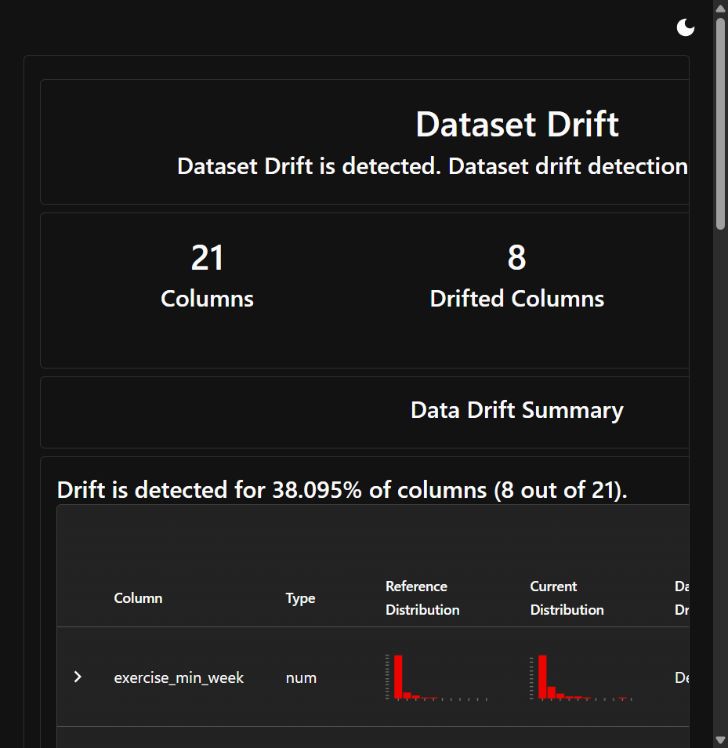 Dataset Drift
Dataset Drift is detected. Dataset drift detection
21
Columns
8
Drifted Columns
Data Drift Summary
Drift is detected for 38.095% of columns (8 out of 21).
Column
Type
Reference
Distribution
Current
Distribution
exercise_min_week
num